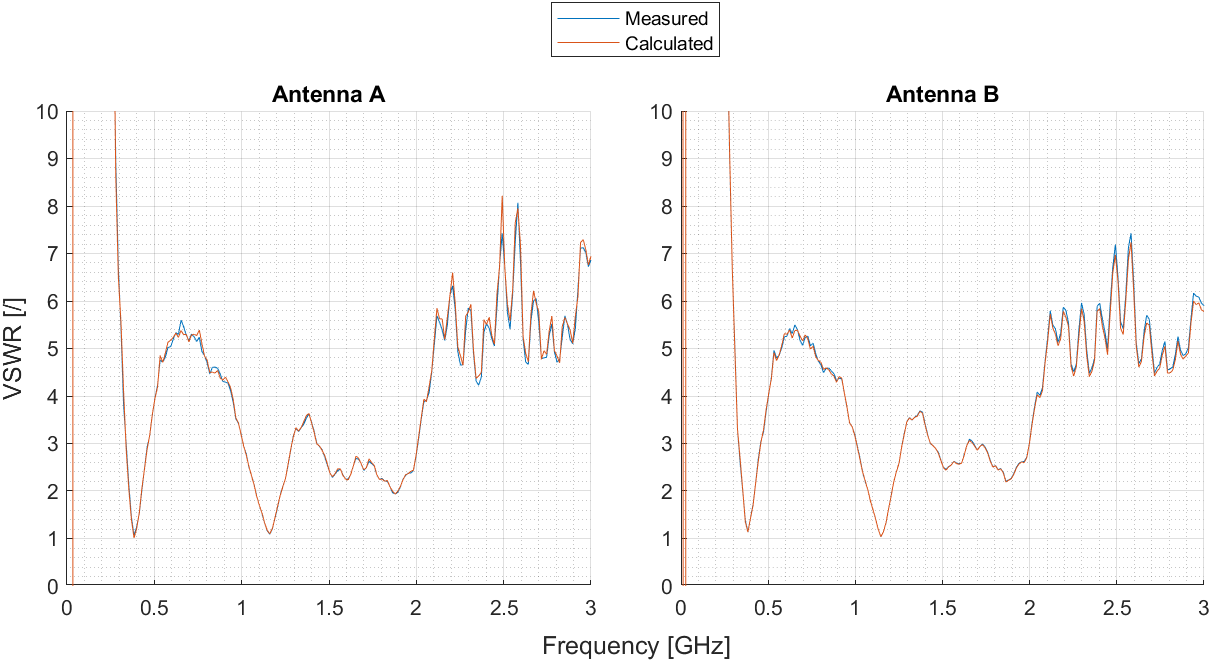 Measured
Calculated
Antenna A
Antenna B
10
9
8
7
6
5
4
3
2
1
0
0 0.5 1 1.5 2 2.5 3
10
9
8
7
6
5
4
3
2
1
0
0 0.5 1 1.5 2 2.5 3
VSWR [/]
Frequency [GHz]